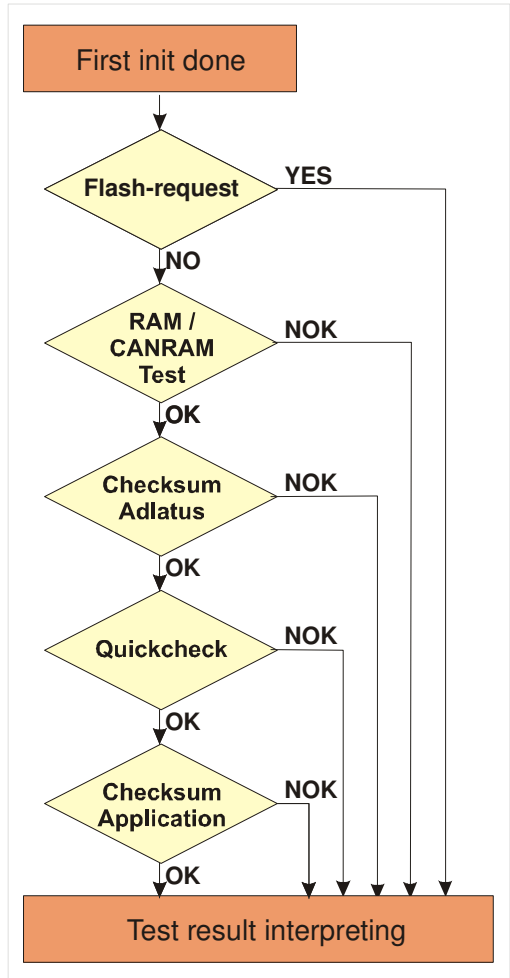 First init done
Flash-request
YES
NO
RAM /
CANRAM
Test
NOK
OK
Checksum
Adlatus
NOK
OK
Quickcheck
NOK
OK
Checksum
Application
NOK
OK
Test result interpreting